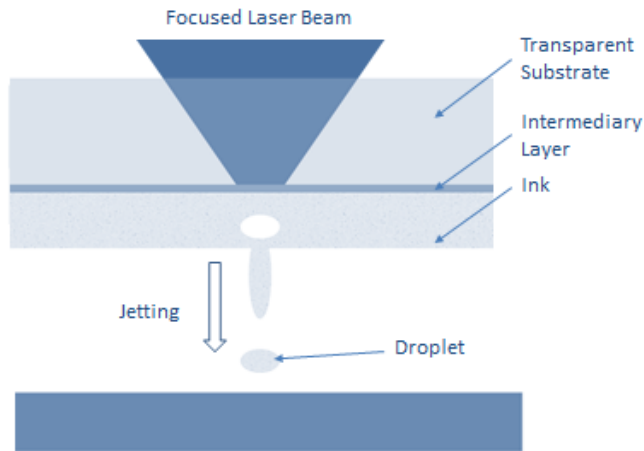 Focused Laser Beam
Transparent
Substrate
Intermediary
Layer
Ink
Jetting
Droplet